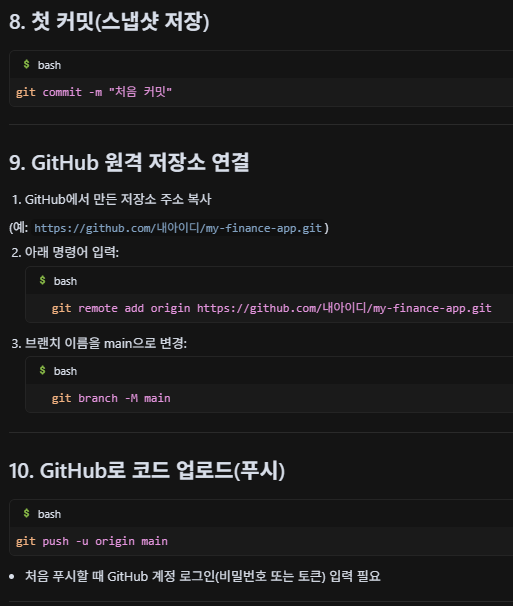 8. 첫 커밋(스냅샷 저장)
$ bash
git commit -m "처음 커밋"
9. GitHub 원격 저장소 연결
1. GitHub에서 만든 저장소 주소 복사
(예: https://github.com/내아이디/my-finance-app.git)
2. 아래 명령어 입력:
$ bash
git remote add origin https://github.com/내아이디/my-finance-app.git
3. 브랜치 이름을 main으로 변경:
$ bash
git branch -M main
10. GitHub로 코드 업로드(푸시)
$ bash
git push -u origin main
• 처음 푸시할 때 GitHub 계정 로그인(비밀번호 또는 토큰) 입력 필요